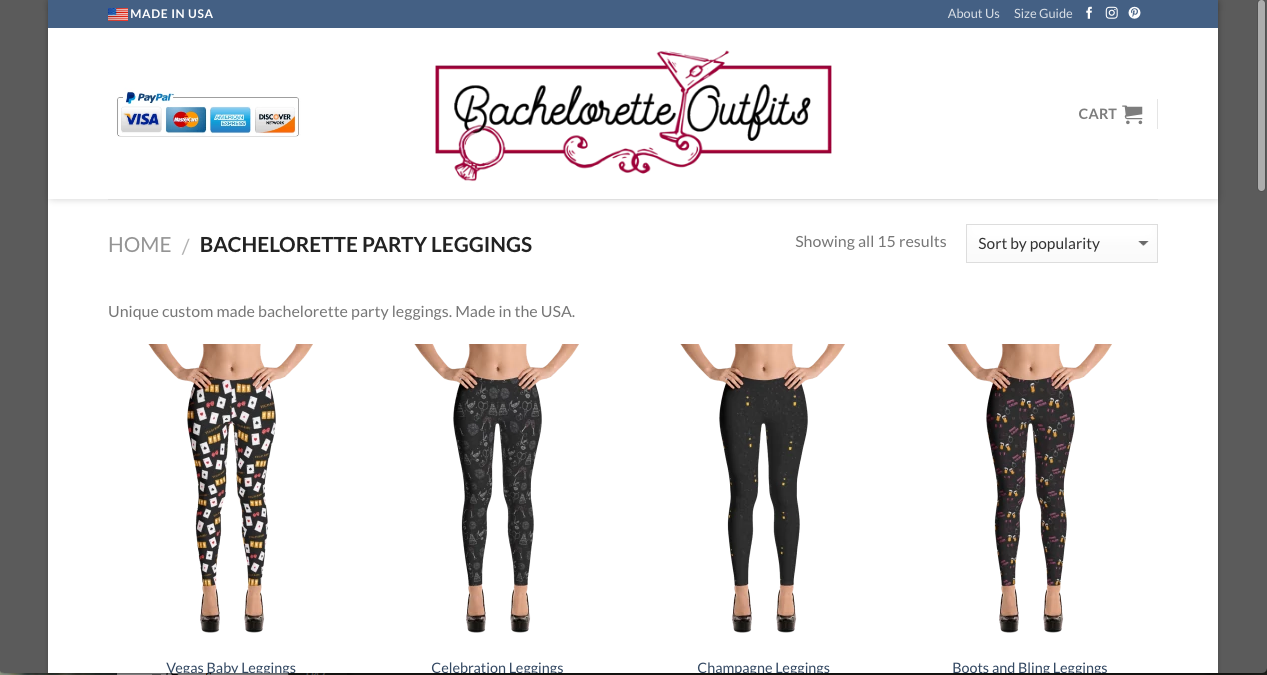 MADE IN USA
About Us Size Guide
PayPal
VISA MasterCard AMERICAN EXPRESS DISCOVER NETWORK
Bachelorette Outfits
CART
HOME / BACHELORETTE PARTY LEGGINGS
Showing all 15 results
Sort by popularity
Unique custom made bachelorette party leggings. Made in the USA.
Vegas Baby Leggings
Celebration Leggings
Champagne Leggings
Boots and Bling Leggings